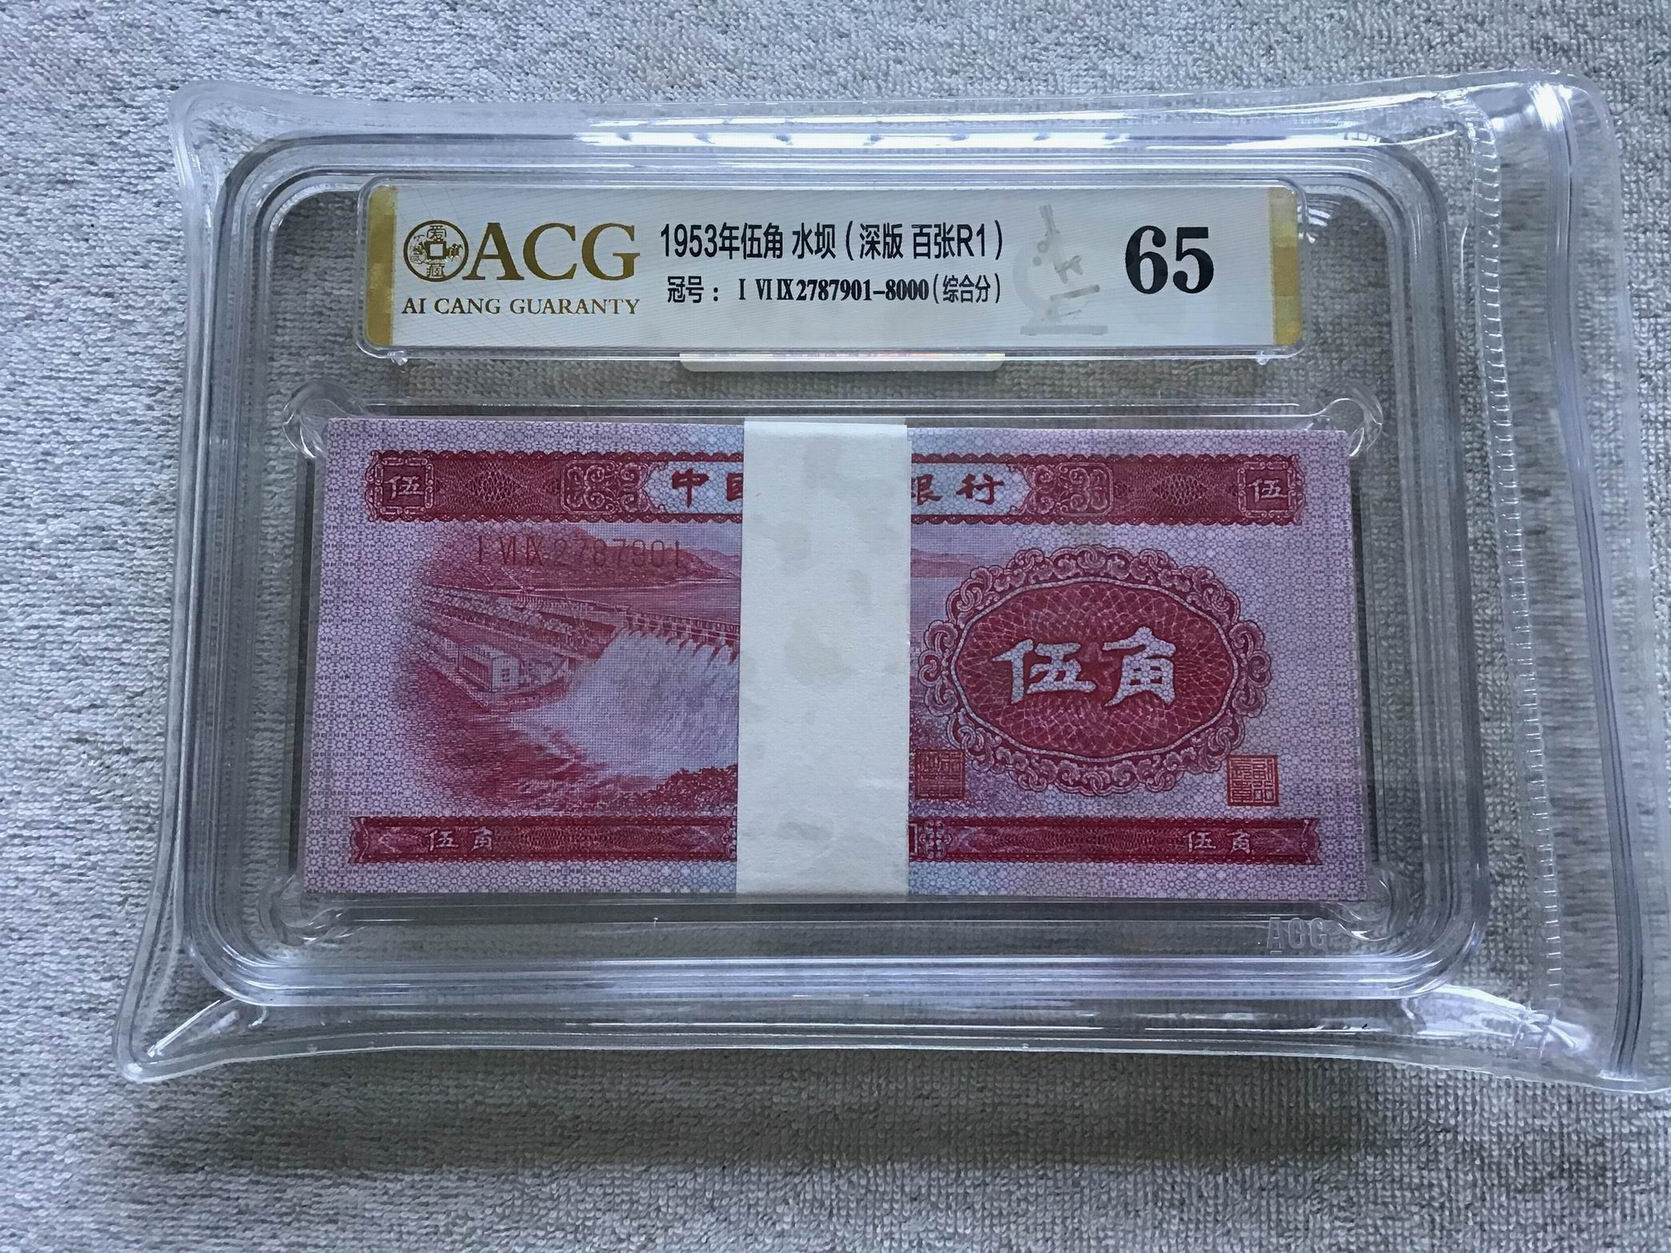 爱藏
ACG
AI CANG GUARANTY
1953年伍角 水坝（深版 百张R1）
冠号： Ⅰ Ⅵ Ⅸ2787901-8000(综合分)
65
伍
中国
银行
伍
Ⅰ Ⅵ Ⅸ 2787901
伍角
伍角
伍角
ACG